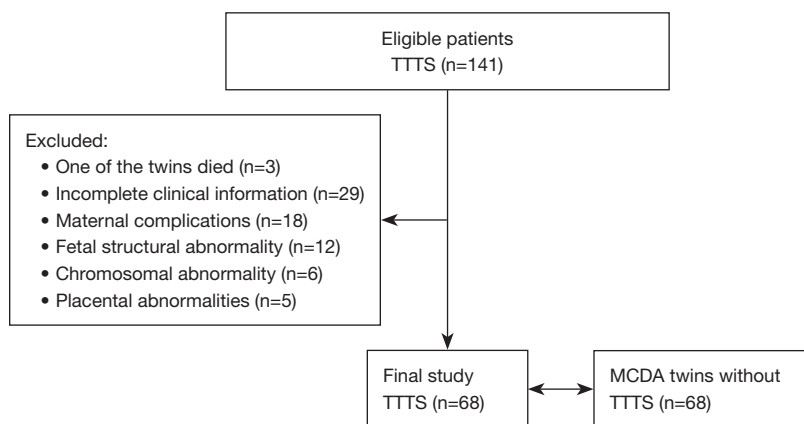 Eligible patients
TTTS (n=141)
Excluded:
• One of the twins died (n=3)
• Incomplete clinical information (n=29)
• Maternal complications (n=18)
• Fetal structural abnormality (n=12)
• Chromosomal abnormality (n=6)
• Placental abnormalities (n=5)
Final study
TTTS (n=68)
MCDA twins without
TTTS (n=68)